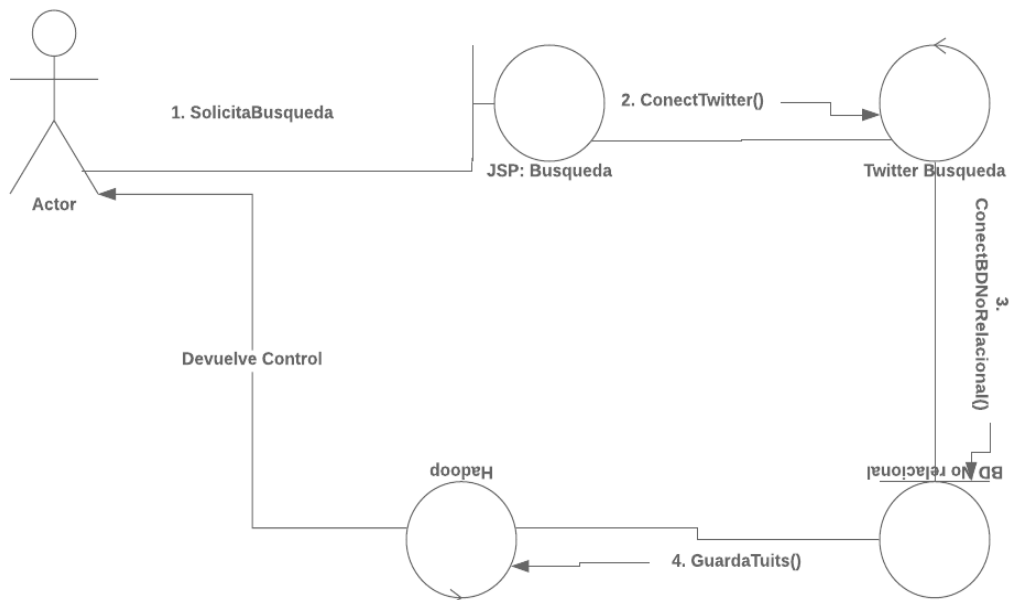 1. SolicitaBusqueda
2. ConectTwitter()
JSP: Busqueda
Twitter Busqueda
Actor
3.
ConectBDNoRelacional()
Devuelve Control
Hadoop
BD No relacional
4. GuardaTuits()